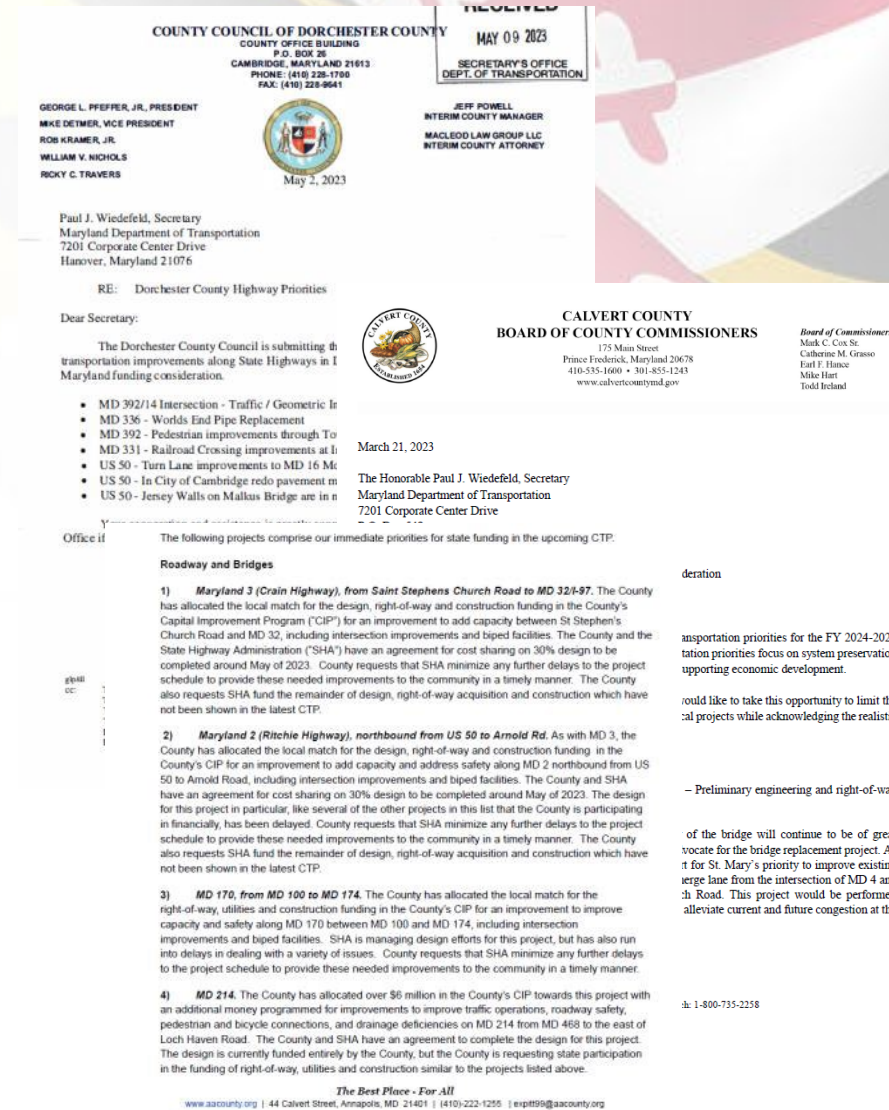 RECEIVED
MAY 09 2023
SECRETARY'S OFFICE
DEPT. OF TRANSPORTATION
COUNTY COUNCIL OF DORCHESTER COUNTY
COUNTY OFFICE BUILDING
P.O. BOX 26
CAMBRIDGE, MARYLAND 21613
PHONE: (410) 228-1700
FAX: (410) 228-9641
GEORGE L. PFEFFER, JR., PRESIDENT
MIKE DETMER, VICE PRESIDENT
ROB KRAMER, JR.
WILLIAM V. NICHOLS
RICKY C. TRAVERS
JEFF POWELL
INTERIM COUNTY MANAGER
MACLEOD LAW GROUP LLC
INTERIM COUNTY ATTORNEY
May 2, 2023
Paul J. Wiedefeld, Secretary
Maryland Department of Transportation
7201 Corporate Center Drive
Hanover, Maryland 21076
RE: Dorchester County Highway Priorities
Dear Secretary:
The Dorchester County Council is submitting th
transportation improvements along State Highways in
Maryland funding consideration.
• MD 392/14 Intersection - Traffic / Geometric
• MD 336 - Worlds End Pipe Replacement
• MD 392 - Pedestrian improvements through
• MD 331 - Railroad Crossing improvements at
• US 50 - Turn Lane improvements to MD 16
• US 50 - In City of Cambridge redo pavement
• US 50 - Jersey Walls on Malkus Bridge are in
Office if
CC:
CALVERT COUNTY
ESTABLISHED 1654
CALVERT COUNTY
BOARD OF COUNTY COMMISSIONERS
175 Main Street
Prince Frederick, Maryland 20678
410-535-1600 • 301-855-1243
www.calvertcountymd.gov
Board of Commissioner
Mark C. Cox Sr.
Catherine M. Grasso
Earl F. Hance
Mike Hart
Todd Ireland
March 21, 2023
The Honorable Paul J. Wiedefeld, Secretary
Maryland Department of Transportation
7201 Corporate Center Drive
deration
ansportation priorities for the FY 2024-202
tation priorities focus on system preservatio
upporting economic development.
would like to take this opportunity to limit th
cal projects while acknowledging the realist
– Preliminary engineering and right-of-wa
of the bridge will continue to be of grea
vocate for the bridge replacement project. A
rt for St. Mary's priority to improve existin
erge lane from the intersection of MD 4 an
ch Road. This project would be performe
alleviate current and future congestion at th
ch: 1-800-735-2258
The following projects comprise our immediate priorities for state funding in the upcoming CTP.
Roadway and Bridges
1) Maryland 3 (Crain Highway), from Saint Stephens Church Road to MD 32/I-97. The County
has allocated the local match for the design, right-of-way and construction funding in the County's
Capital Improvement Program ("CIP") for an improvement to add capacity between St Stephen's
Church Road and MD 32, including intersection improvements and biped facilities. The County and the
State Highway Administration ("SHA") have an agreement for cost sharing on 30% design to be
completed around May of 2023. County requests that SHA minimize any further delays to the project
schedule to provide these needed improvements to the community in a timely manner. The County
also requests SHA fund the remainder of design, right-of-way acquisition and construction which have
not been shown in the latest CTP.
2) Maryland 2 (Ritchie Highway), northbound from US 50 to Arnold Rd. As with MD 3, the
County has allocated the local match for the design, right-of-way and construction funding in the
County's CIP for an improvement to add capacity and address safety along MD 2 northbound from US
50 to Arnold Road, including intersection improvements and biped facilities. The County and SHA
have an agreement for cost sharing on 30% design to be completed around May of 2023. The design
for this project in particular, like several of the other projects in this list that the County is participating
in financially, has been delayed. County requests that SHA minimize any further delays to the project
schedule to provide these needed improvements to the community in a timely manner. The County
also requests SHA fund the remainder of design, right-of-way acquisition and construction which have
not been shown in the latest CTP.
3) MD 170, from MD 100 to MD 174. The County has allocated the local match for the
right-of-way, utilities and construction funding in the County's CIP for an improvement to improve
capacity and safety along MD 170 between MD 100 and MD 174, including intersection
improvements and biped facilities. SHA is managing design efforts for this project, but has also run
into delays in dealing with a variety of issues. County requests that SHA minimize any further delays
to the project schedule to provide these needed improvements to the community in a timely manner.
4) MD 214. The County has allocated over $6 million in the County's CIP towards this project with
an additional money programmed for improvements to improve traffic operations, roadway safety,
pedestrian and bicycle connections, and drainage deficiencies on MD 214 from MD 468 to the east of
Loch Haven Road. The County and SHA have an agreement to complete the design for this project.
The design is currently funded entirely by the County, but the County is requesting state participation
in the funding of right-of-way, utilities and construction similar to the projects listed above.
The Best Place - For All
www.aacounty.org | 44 Calvert Street, Annapolis, MD 21401 | (410)-222-1255 | expitt99@aacounty.org